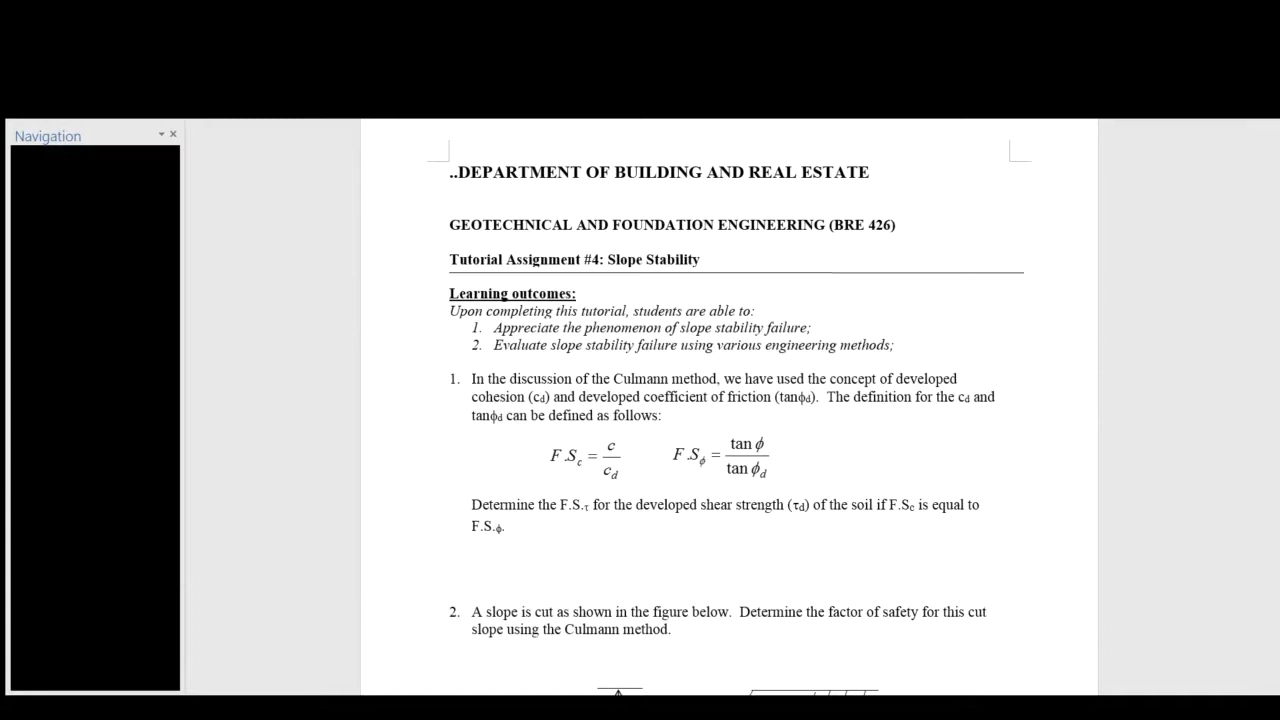 Navigation
..DEPARTMENT OF BUILDING AND REAL ESTATE
GEOTECHNICAL AND FOUNDATION ENGINEERING (BRE 426)
Tutorial Assignment #4: Slope Stability
Learning outcomes:
Upon completing this tutorial, students are able to:
1. Appreciate the phenomenon of slope stability failure;
2. Evaluate slope stability failure using various engineering methods;
1. In the discussion of the Culmann method, we have used the concept of developed
cohesion (cd) and developed coefficient of friction (tanϕd). The definition for the cd and
tanϕd can be defined as follows:
F.Sc = c / cd    F.Sϕ = tan ϕ / tan ϕd
Determine the F.S.τ for the developed shear strength (τd) of the soil if F.Sc is equal to
F.S.ϕ.
2. A slope is cut as shown in the figure below. Determine the factor of safety for this cut
slope using the Culmann method.